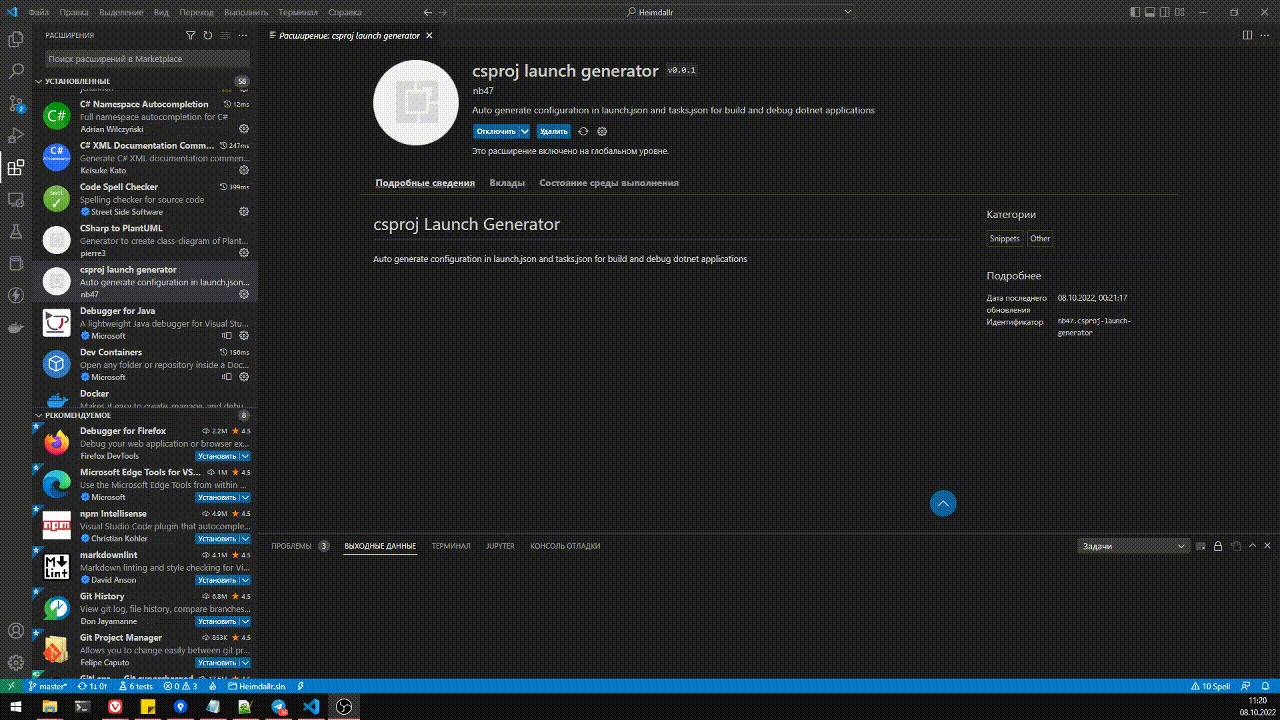 Файл Правка Выделение Вид Переход Выполнить Терминал Справка
Heimdallr
РАСШИРЕНИЯ
Расширение: csproj launch generator
Поиск расширений в Marketplace
УСТАНОВЛЕННЫЕ 56
C# Namespace Autocompletion 12ms
Full namespace autocompletion for C#
Adrian Wilczyński
C# XML Documentation Comm... 247ms
Generate C# XML documentation commen...
Keisuke Kato
Code Spell Checker 399ms
Spelling checker for source code
Street Side Software
CSharp to PlantUML
Generator to create class-diagram of Plant...
pierre3
csproj launch generator
Auto generate configuration in launch.json...
nb47
Debugger for Java
A lightweight Java debugger for Visual Stu...
Microsoft
Dev Containers 156ms
Open any folder or repository inside a Doc...
Microsoft
Docker
Makes it easy to create, manage, and debu...
РЕКОМЕНДУЕМОЕ 8
Debugger for Firefox 2.2M 4.5
Debug your web application or browser ex...
Firefox DevTools Установить
Microsoft Edge Tools for VS... 1M 4.5
Use the Microsoft Edge Tools from within ...
Microsoft Установить
npm Intellisense 4.9M 4.5
Visual Studio Code plugin that autocomple...
Christian Kohler Установить
markdownlint 4.1M 4.5
Markdown linting and style checking for Vi...
David Anson Установить
Git History 6.8M 4.5
View git log, file history, compare branches...
Don Jayamanne Установить
Git Project Manager 853K 4.5
Allows you to change easily between git pr...
Felipe Caputo Установить
csproj launch generator v0.0.1
nb47
Auto generate configuration in launch.json and tasks.json for build and debug dotnet applications
Отключить Удалить
Это расширение включено на глобальном уровне.
Подробные сведения Вклады Состояние среды выполнения
csproj Launch Generator
Auto generate configuration in launch.json and tasks.json for build and debug dotnet applications
Категории
Snippets Other
Подробнее
Дата последнего обновления 08.10.2022, 00:21:17
Идентификатор nb47.csproj-launch-generator
ПРОБЛЕМЫ 3 ВЫХОДНЫЕ ДАННЫЕ ТЕРМИНАЛ JUPYTER КОНСОЛЬ ОТЛАДКИ
Задачи
master* 1↓ 0↑ 6 tests 0 3 Heimdallr.sln
10 Spell
11:20
08.10.2022